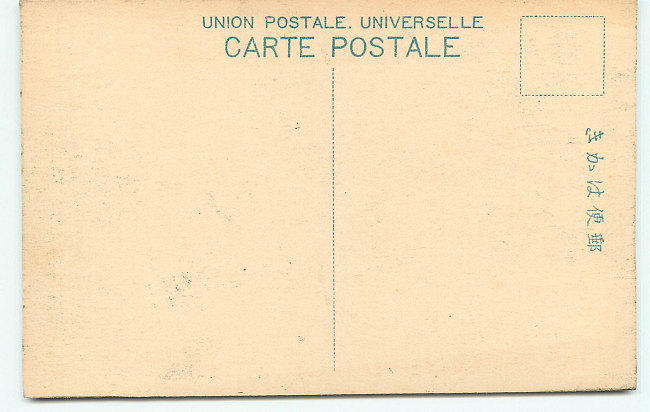 UNION POSTALE. UNIVERSELLE
CARTE POSTALE
郵便はかき